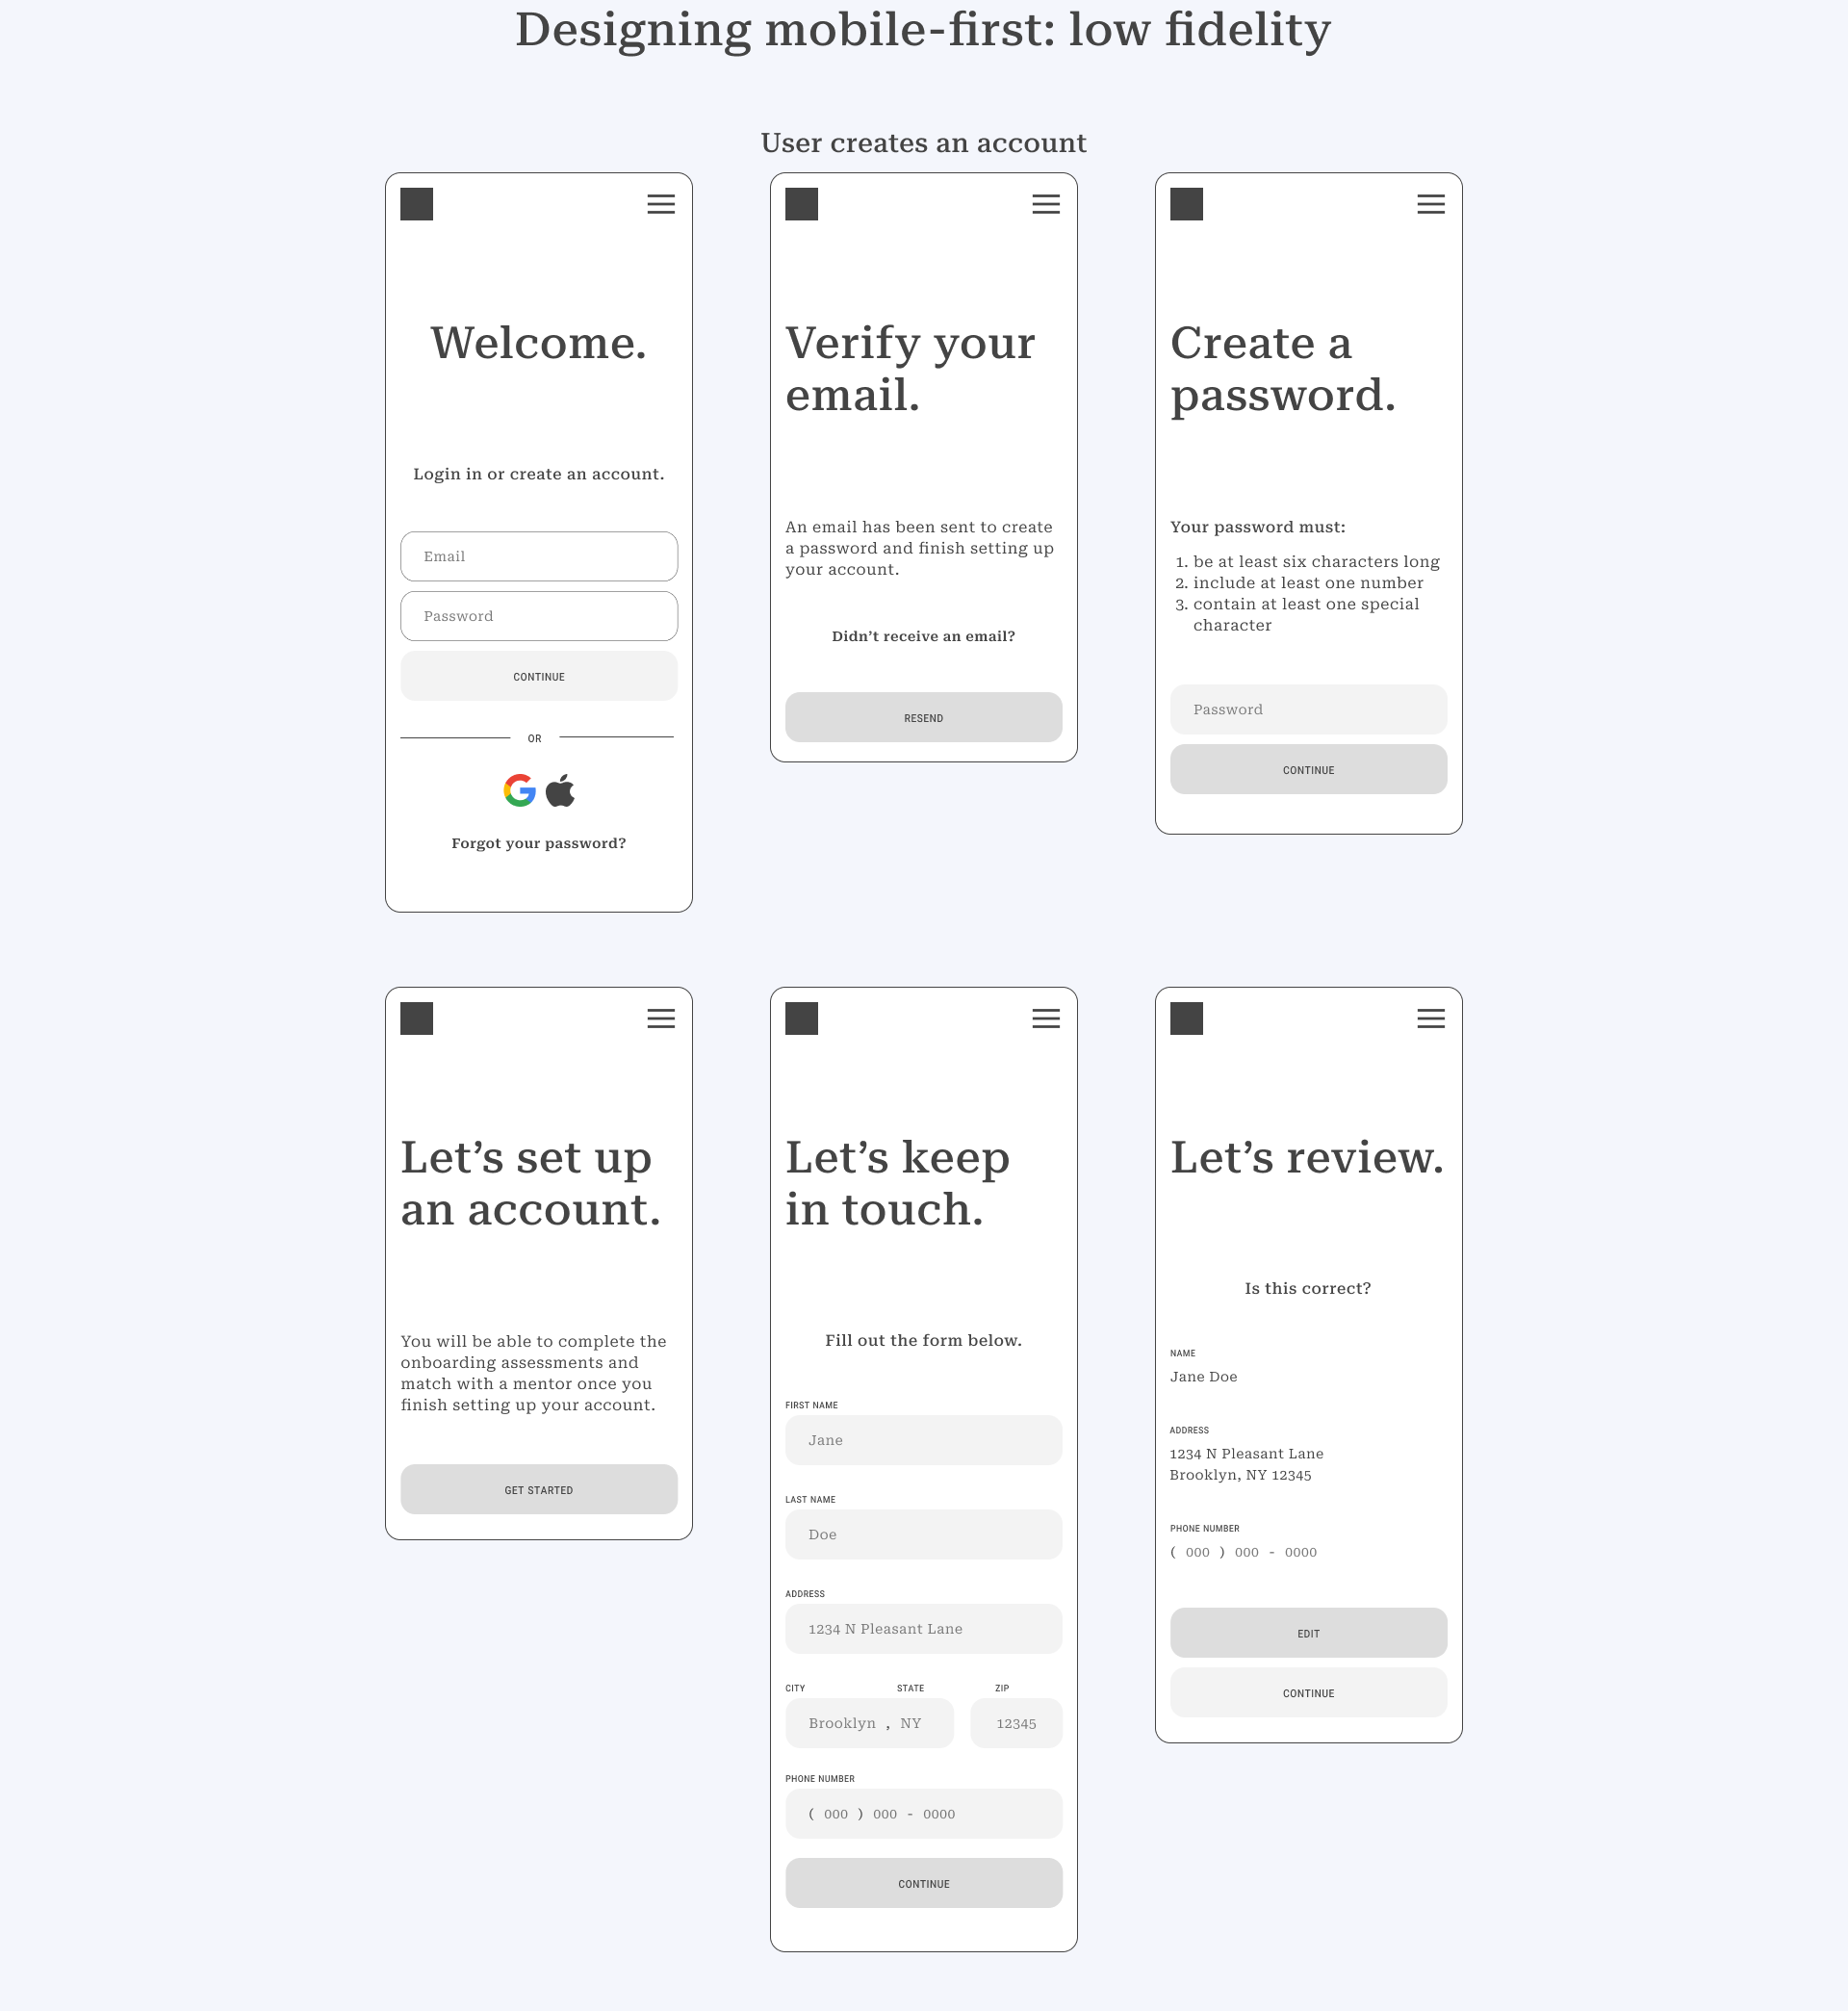 Designing mobile-first: low fidelity
User creates an account
Welcome.
Login in or create an account.
Email
Password
CONTINUE
OR
Forgot your password?
Verify your
email.
An email has been sent to create
a password and finish setting up
your account.
Didn’t receive an email?
RESEND
Create a
password.
Your password must:
1. be at least six characters long
2. include at least one number
3. contain at least one special
character
Password
CONTINUE
Let’s set up
an account.
You will be able to complete the
onboarding assessments and
match with a mentor once you
finish setting up your account.
GET STARTED
Let’s keep
in touch.
Fill out the form below.
FIRST NAME
Jane
LAST NAME
Doe
ADDRESS
1234 N Pleasant Lane
CITY STATE ZIP
Brooklyn , NY 12345
PHONE NUMBER
( 000 ) 000 - 0000
CONTINUE
Let’s review.
Is this correct?
NAME
Jane Doe
ADDRESS
1234 N Pleasant Lane
Brooklyn, NY 12345
PHONE NUMBER
( 000 ) 000 - 0000
EDIT
CONTINUE